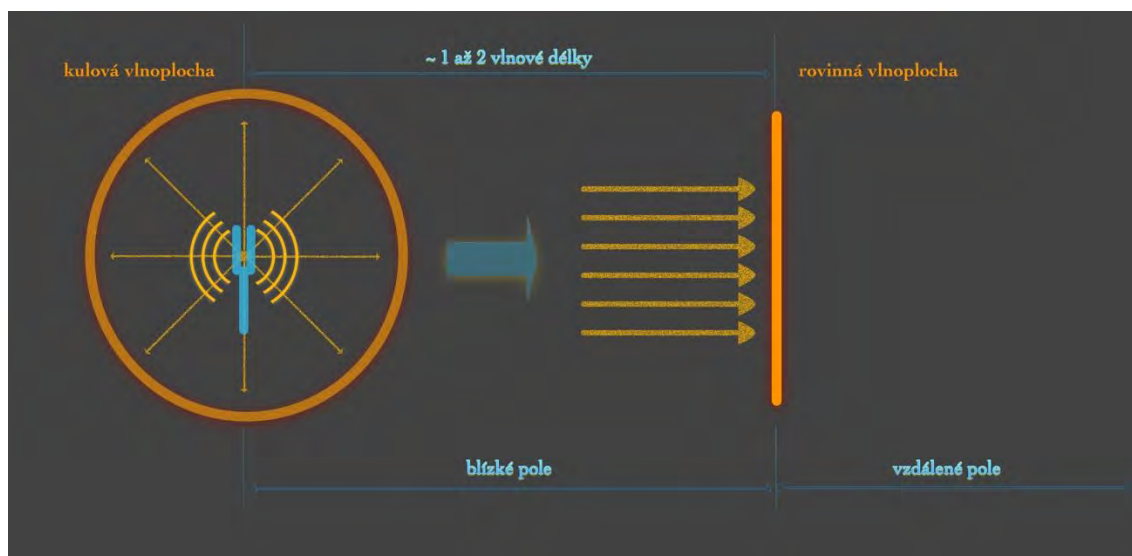 ~ 1 až 2 vlnové délky
kulová vlnoplocha
rovinná vlnoplocha
blízké pole
vzdálené pole